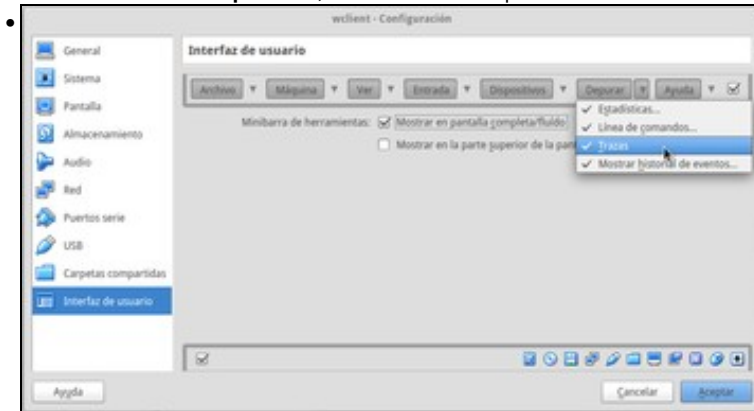 wclient - Configuración
General
Interfaz de usuario
Sistema
Archivo Máquina Ver Entrada Dispositivos Depurar Ayuda
Pantalla
Estadísticas...
Minibarra de herramientas: Mostrar en pantalla completa/fluido
Línea de comandos...
Almacenamiento
Mostrar en la parte superior de la pan
Trazas
Audio
Mostrar historial de eventos...
Red
Puertos serie
USB
Carpetas compartidas
Interfaz de usuario
Ayuda
Cancelar
Aceptar